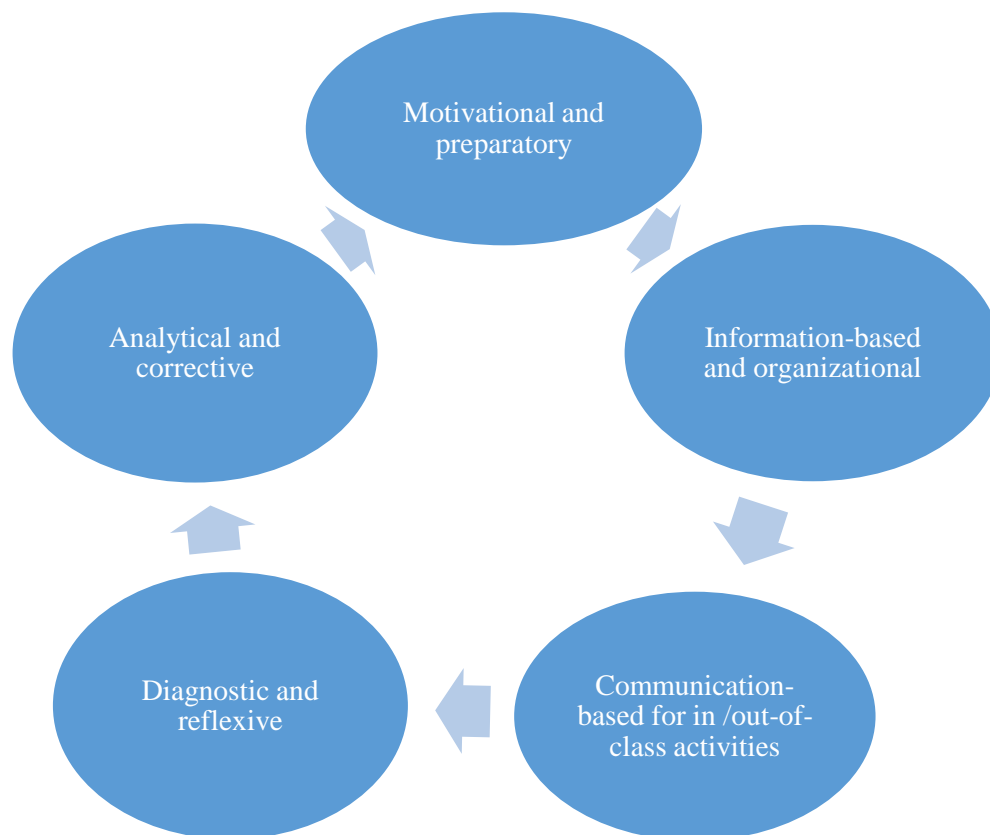 Motivational and
preparatory
Information-based
and organizational
Communication-
based for in /out-of-
class activities
Diagnostic and
reflexive
Analytical and
corrective